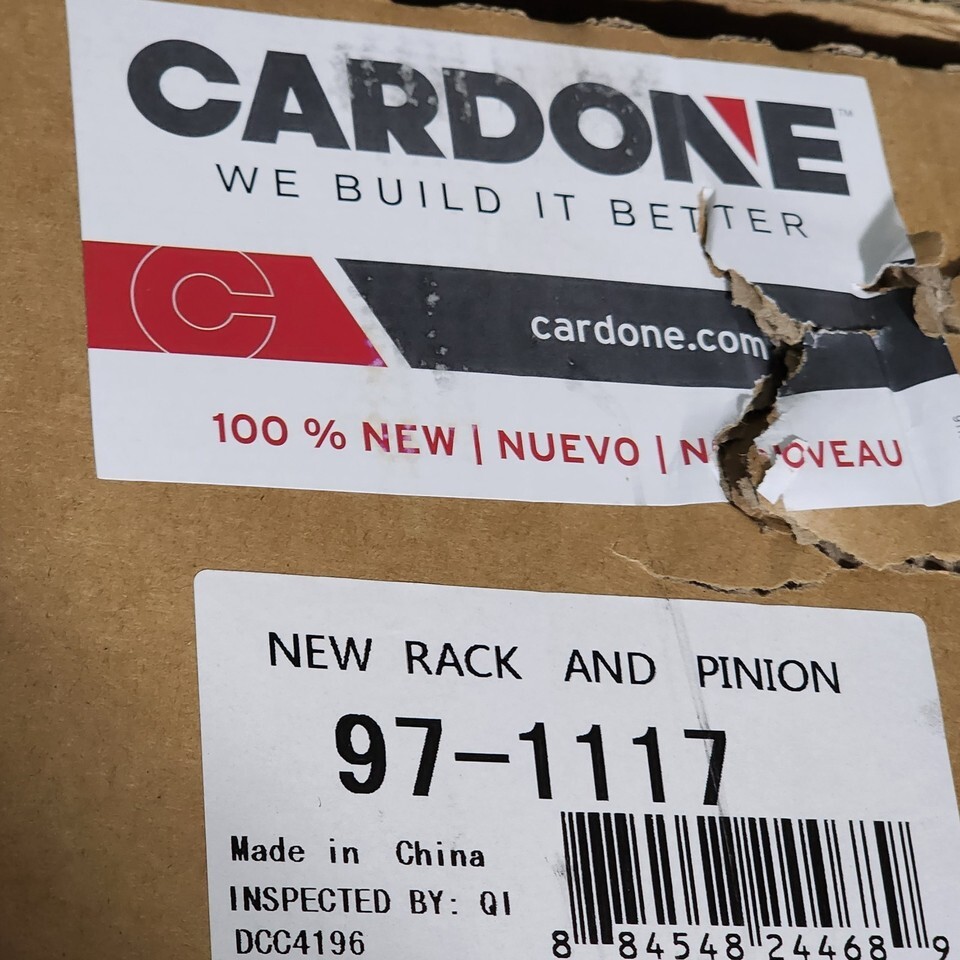 CARDONE™
WE BUILD IT BETTER
cardone.com
100 % NEW | NUEVO |
NEW RACK AND PINION
97-1117
Made in China
INSPECTED BY: QI
DCC4196
8 84548 24468 9